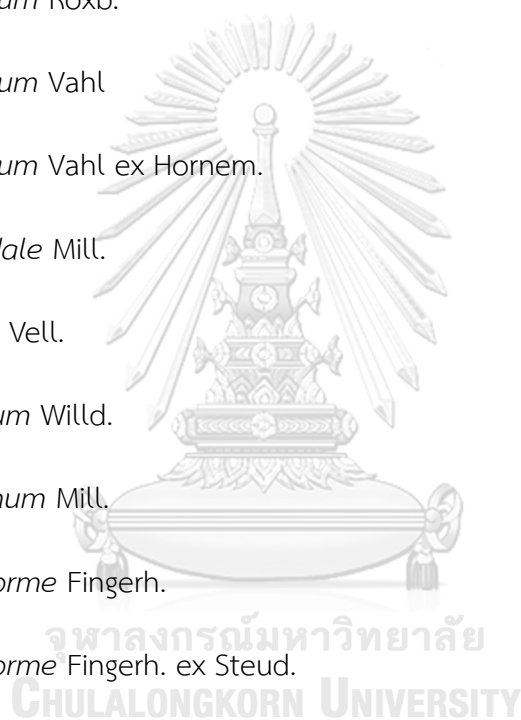 um Roxb.
um Vahl
um Vahl ex Hornem.
dale Mill.
Vell.
um Willd.
num Mill.
orme Fingerh.
จุฬาลงกรณ์มหาวิทยาลัย
orme Fingerh. ex Steud.
CHULALONGKORN UNIVERSITY